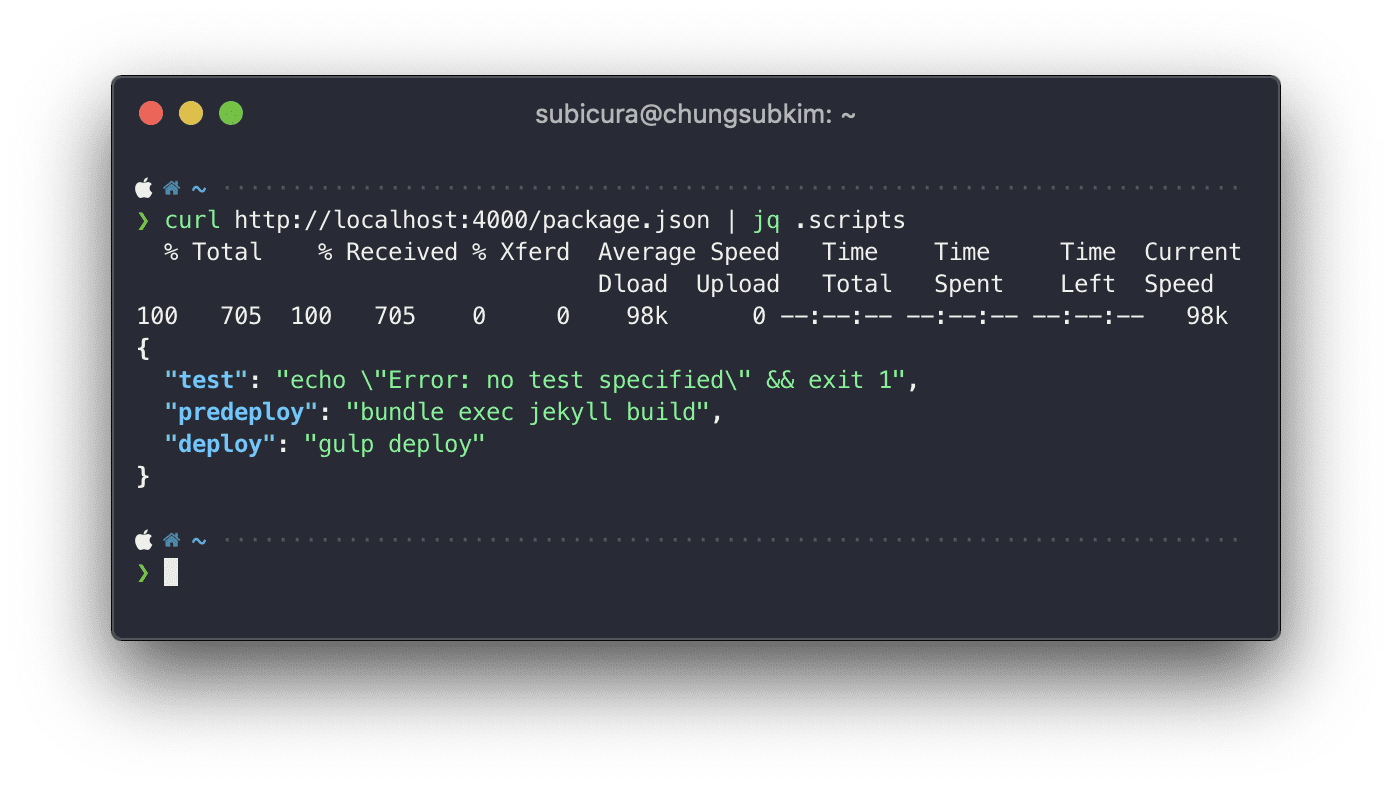 subicura@chungsubkim: ~
~ ·········································································
❯ curl http://localhost:4000/package.json | jq .scripts
  % Total    % Received % Xferd  Average Speed   Time    Time     Time  Current
                                 Dload  Upload   Total   Spent    Left  Speed
100   705  100   705    0     0    98k      0 --:--:-- --:--:-- --:--:--   98k
{
  "test": "echo \"Error: no test specified\" && exit 1",
  "predeploy": "bundle exec jekyll build",
  "deploy": "gulp deploy"
}
~ ·········································································
❯